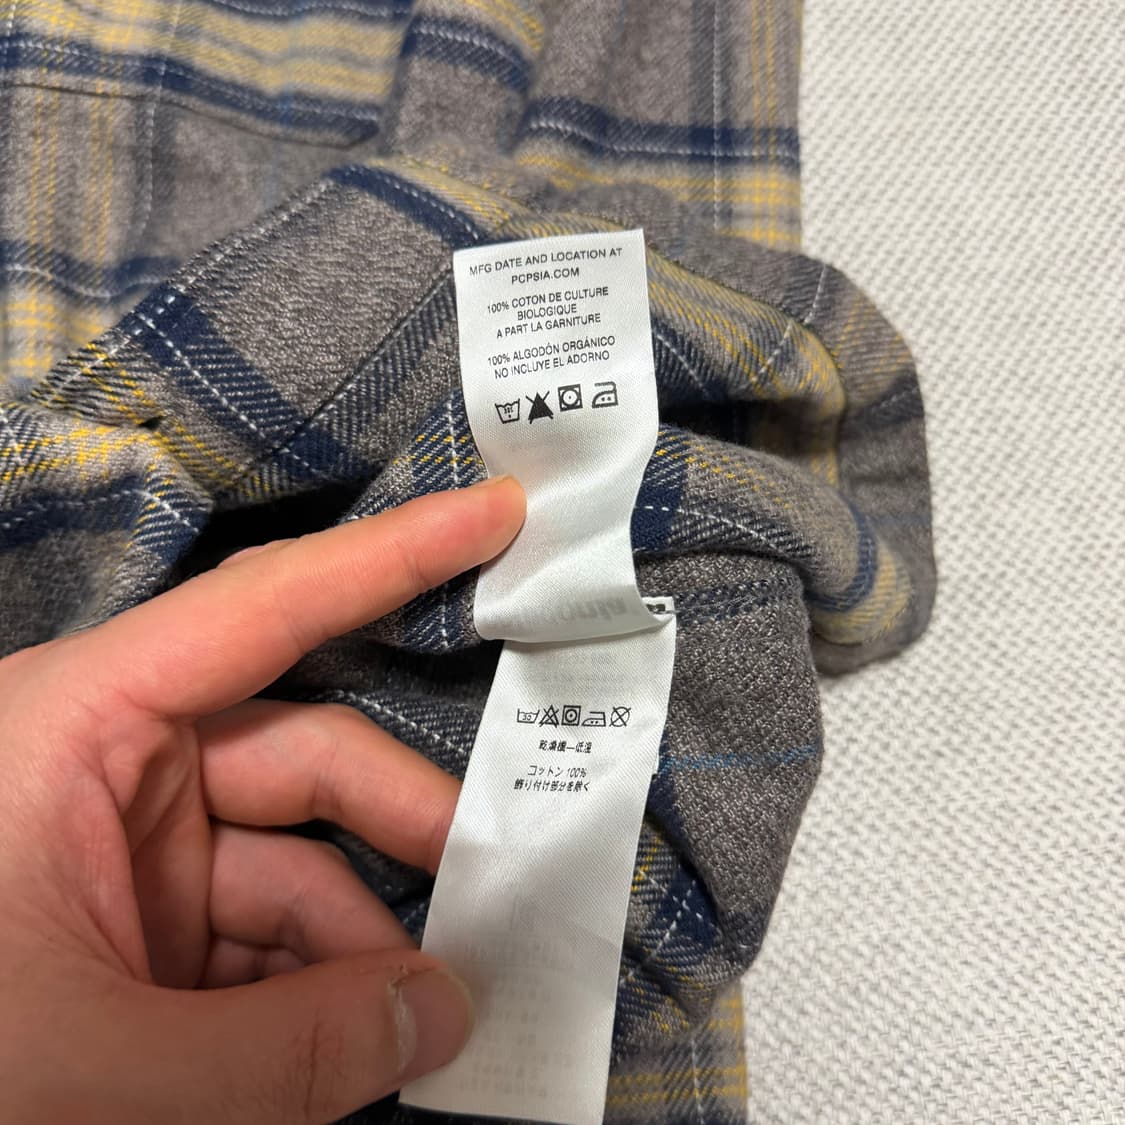 MFG DATE AND LOCATION AT
PCPSIA.COM
100% COTON DE CULTURE
BIOLOGIQUE
A PART LA GARNITURE
100% ALGODÓN ORGÁNICO
NO INCLUYE EL ADORNO
乾燥機—低温
コットン 100%
飾り付け部分を除く